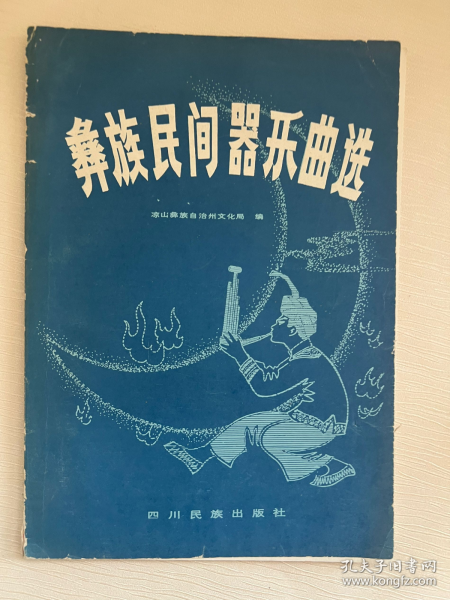 彝族民间器乐曲选
凉山彝族自治州文化局 编
四川民族出版社
孔夫子旧书网
kongfz.com